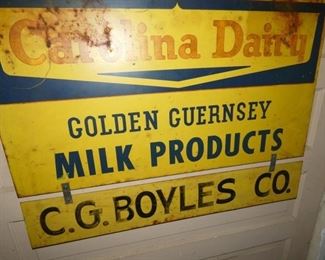 Carolina Dairy
GOLDEN GUERNSEY
MILK PRODUCTS
C.G. BOYLES CO.